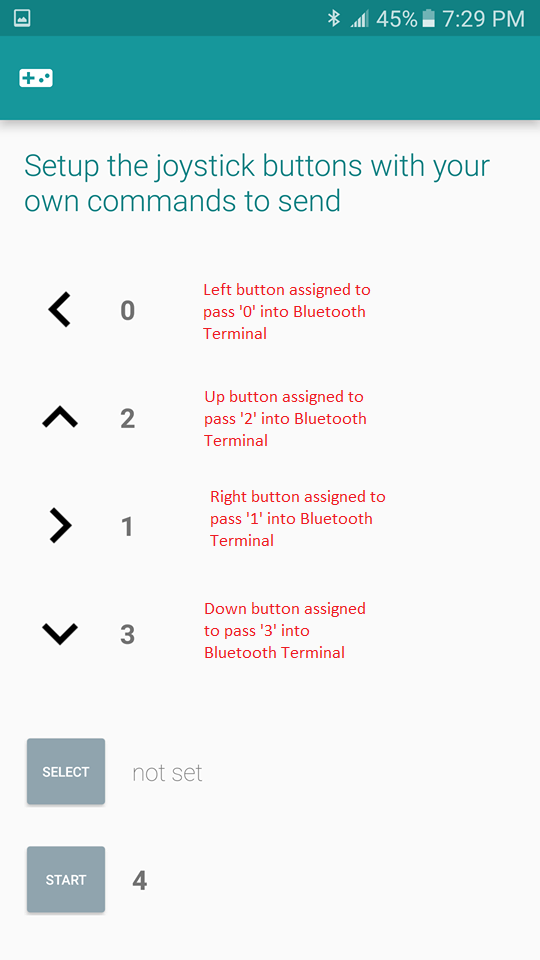 45% 7:29 PM
Setup the joystick buttons with your
own commands to send
0
Left button assigned to
pass '0' into Bluetooth
Terminal
2
Up button assigned to
pass '2' into Bluetooth
Terminal
1
Right button assigned to
pass '1' into Bluetooth
Terminal
3
Down button assigned
to pass '3' into
Bluetooth Terminal
SELECT not set
START 4